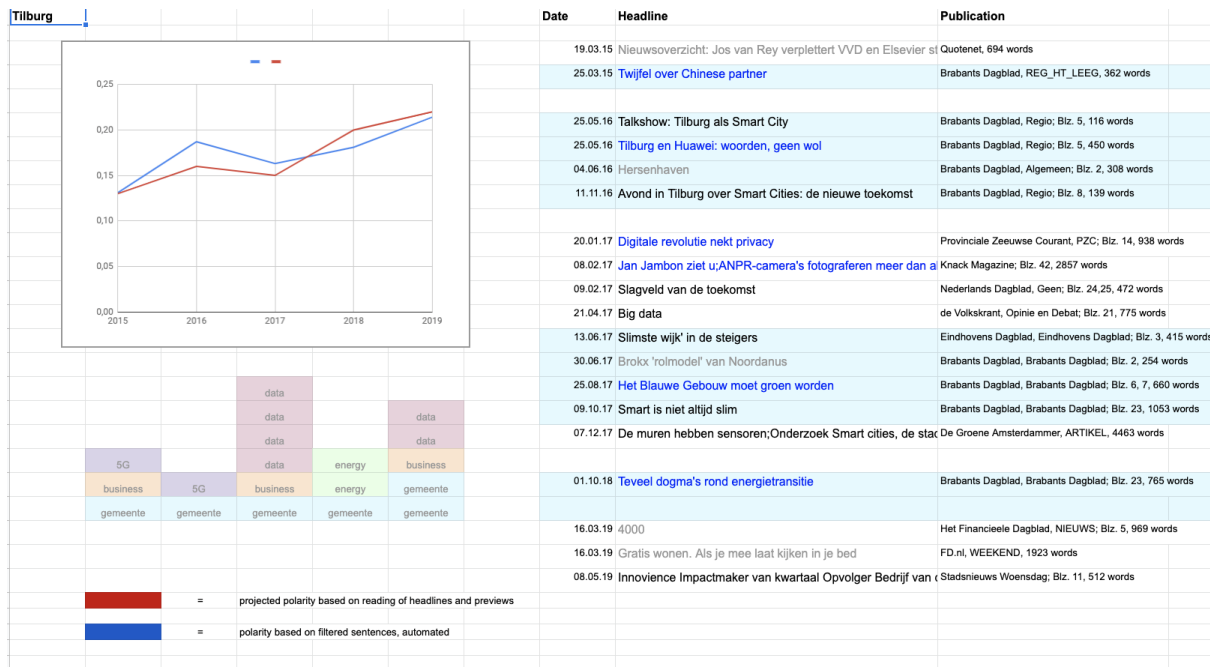 Tilburg
Date Headline Publication
19.03.15 Nieuwsoverzicht: Jos van Rey verplettert VVD en Elsevier st Quotenet, 694 words
25.03.15 Twijfel over Chinese partner Brabants Dagblad, REG_HT_LEEG, 362 words
25.05.16 Talkshow: Tilburg als Smart City Brabants Dagblad, Regio; Blz. 5, 116 words
25.05.16 Tilburg en Huawei: woorden, geen wol Brabants Dagblad, Regio; Blz. 5, 450 words
04.06.16 Hersenhaven Brabants Dagblad, Algemeen; Blz. 2, 308 words
11.11.16 Avond in Tilburg over Smart Cities: de nieuwe toekomst Brabants Dagblad, Regio; Blz. 8, 139 words
20.01.17 Digitale revolutie nekt privacy Provinciale Zeeuwse Courant, PZC; Blz. 14, 938 words
08.02.17 Jan Jambon ziet u;ANPR-camera's fotograferen meer dan al Knack Magazine; Blz. 42, 2857 words
09.02.17 Slagveld van de toekomst Nederlands Dagblad, Geen; Blz. 24,25, 472 words
21.04.17 Big data de Volkskrant, Opinie en Debat; Blz. 21, 775 words
13.06.17 Slimste wijk' in de steigers Eindhovens Dagblad, Eindhovens Dagblad; Blz. 3, 415 words
30.06.17 Brokx 'rolmodel' van Noordanus Brabants Dagblad, Brabants Dagblad; Blz. 2, 254 words
25.08.17 Het Blauwe Gebouw moet groen worden Brabants Dagblad, Brabants Dagblad; Blz. 6, 7, 660 words
09.10.17 Smart is niet altijd slim Brabants Dagblad, Brabants Dagblad; Blz. 23, 1053 words
07.12.17 De muren hebben sensoren;Onderzoek Smart cities, de stad De Groene Amsterdammer, ARTIKEL, 4463 words
01.10.18 Teveel dogma's rond energietransitie Brabants Dagblad, Brabants Dagblad; Blz. 23, 765 words
16.03.19 4000 Het Financieele Dagblad, NIEUWS; Blz. 5, 969 words
16.03.19 Gratis wonen. Als je mee laat kijken in je bed FD.nl, WEEKEND, 1923 words
08.05.19 Innovience Impactmaker van kwartaal Opvolger Bedrijf van Stadsnieuws Woensdag; Blz. 11, 512 words
0,25
0,20
0,15
0,10
0,05
0,00
2015 2016 2017 2018 2019
data
data data
data data
5G data energy business
business 5G business energy gemeente
gemeente gemeente gemeente gemeente gemeente
= projected polarity based on reading of headlines and previews
= polarity based on filtered sentences, automated